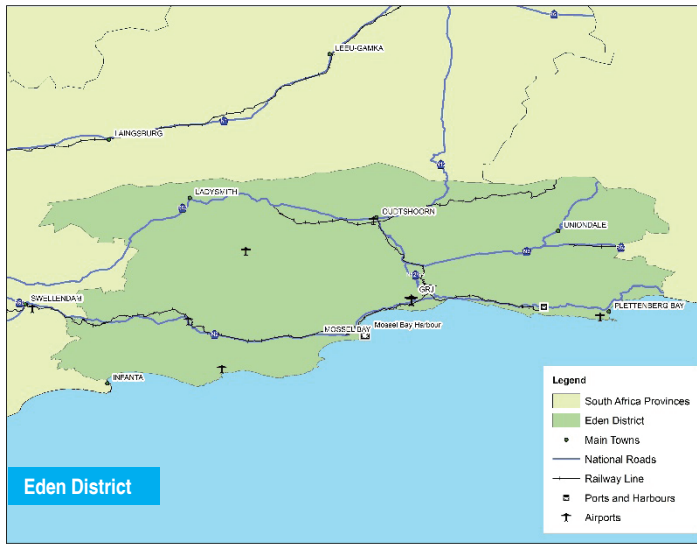 LEEU-GAMKA
LAINGSBURG
LADYSMITH
OUDTSHOORN
UNIONDALE
SWELLENDAM
GRJ
PLETTENBERG BAY
MOSSEL BAY
Mossel Bay Harbour
INFANTA
Legend
South Africa Provinces
Eden District
Main Towns
National Roads
Railway Line
Ports and Harbours
Airports
Eden District